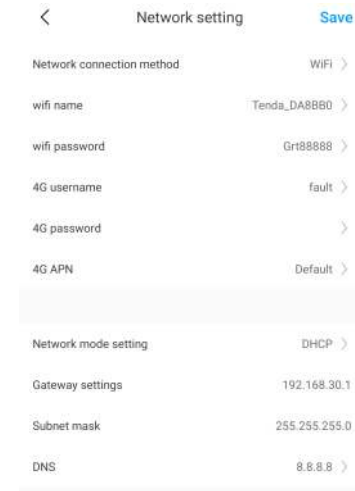 Network setting Save
Network connection method WiFi
wifi name Tenda_DA8BB0
wifi password Grt88888
4G username fault
4G password
4G APN Default
Network mode setting DHCP
Gateway settings 192.168.30.1
Subnet mask 255.255.255.0
DNS 8.8.8.8